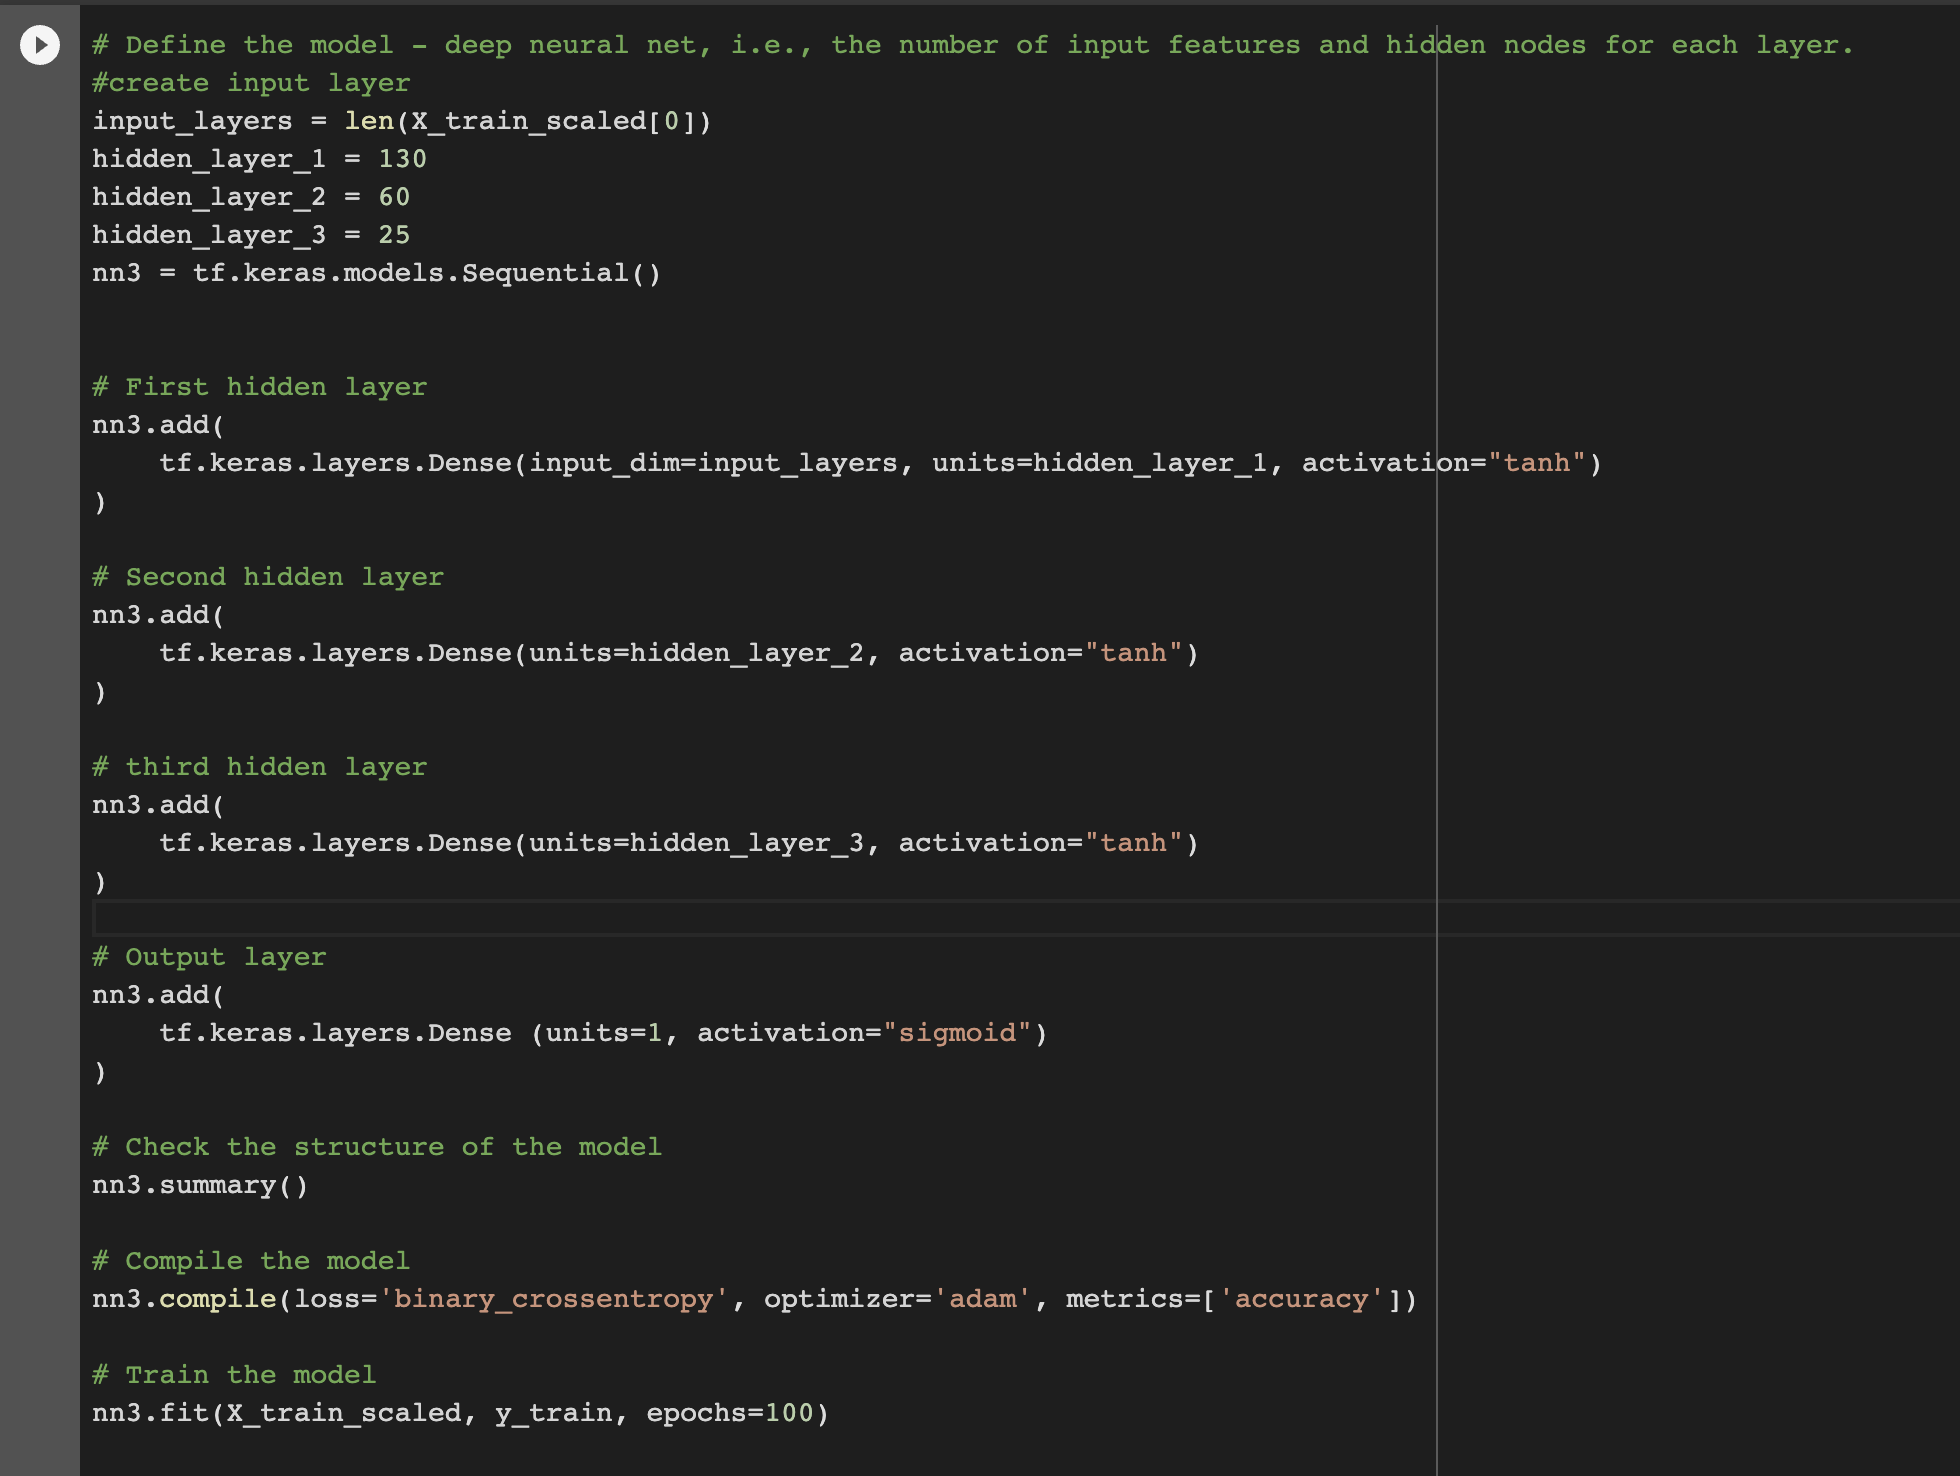 # Define the model - deep neural net, i.e., the number of input features and hidden nodes for each layer.
#create input layer
input_layers = len(X_train_scaled[0])
hidden_layer_1 = 130
hidden_layer_2 = 60
hidden_layer_3 = 25
nn3 = tf.keras.models.Sequential()
# First hidden layer
nn3.add(
    tf.keras.layers.Dense(input_dim=input_layers, units=hidden_layer_1, activation="tanh")
)
# Second hidden layer
nn3.add(
    tf.keras.layers.Dense(units=hidden_layer_2, activation="tanh")
)
# third hidden layer
nn3.add(
    tf.keras.layers.Dense(units=hidden_layer_3, activation="tanh")
)
# Output layer
nn3.add(
    tf.keras.layers.Dense (units=1, activation="sigmoid")
)
# Check the structure of the model
nn3.summary()
# Compile the model
nn3.compile(loss='binary_crossentropy', optimizer='adam', metrics=['accuracy'])
# Train the model
nn3.fit(X_train_scaled, y_train, epochs=100)